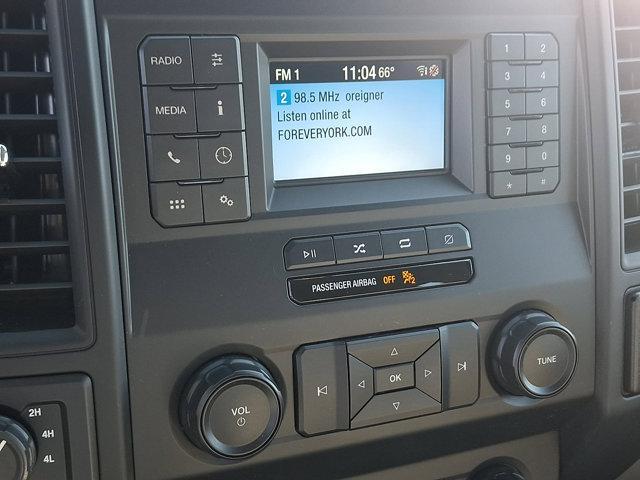 RADIO
MEDIA
i
FM 1 11:04 66°
2 98.5 MHz oreigner
Listen online at
FOREVERYORK.COM
1 2
3 4
5 6
7 8
9 0
* #
PASSENGER AIRBAG OFF 2
VOL
OK
TUNE
2H
4H
4L